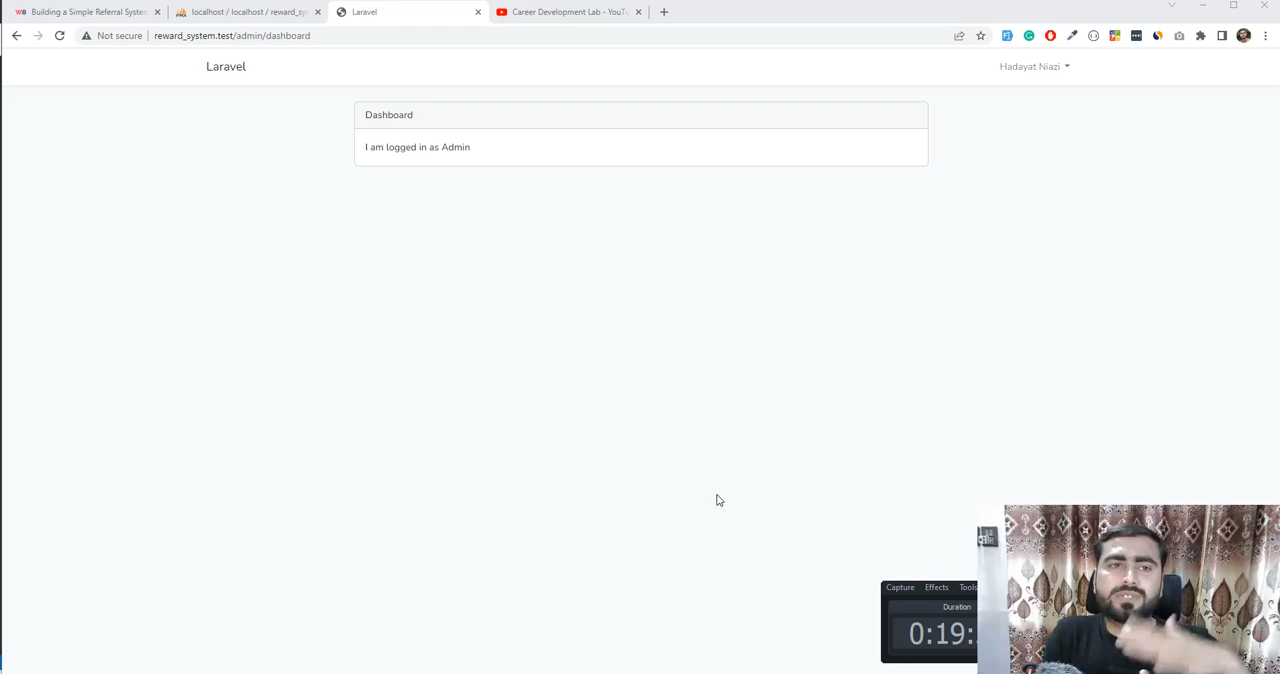 Building a Simple Referral System
localhost / localhost / reward_sy
Laravel
Career Development Lab - YouTu
Not secure
reward_system.test/admin/dashboard
Laravel
Hadayat Niazi
Dashboard
I am logged in as Admin
Capture Effects Tools
Duration
0:19: